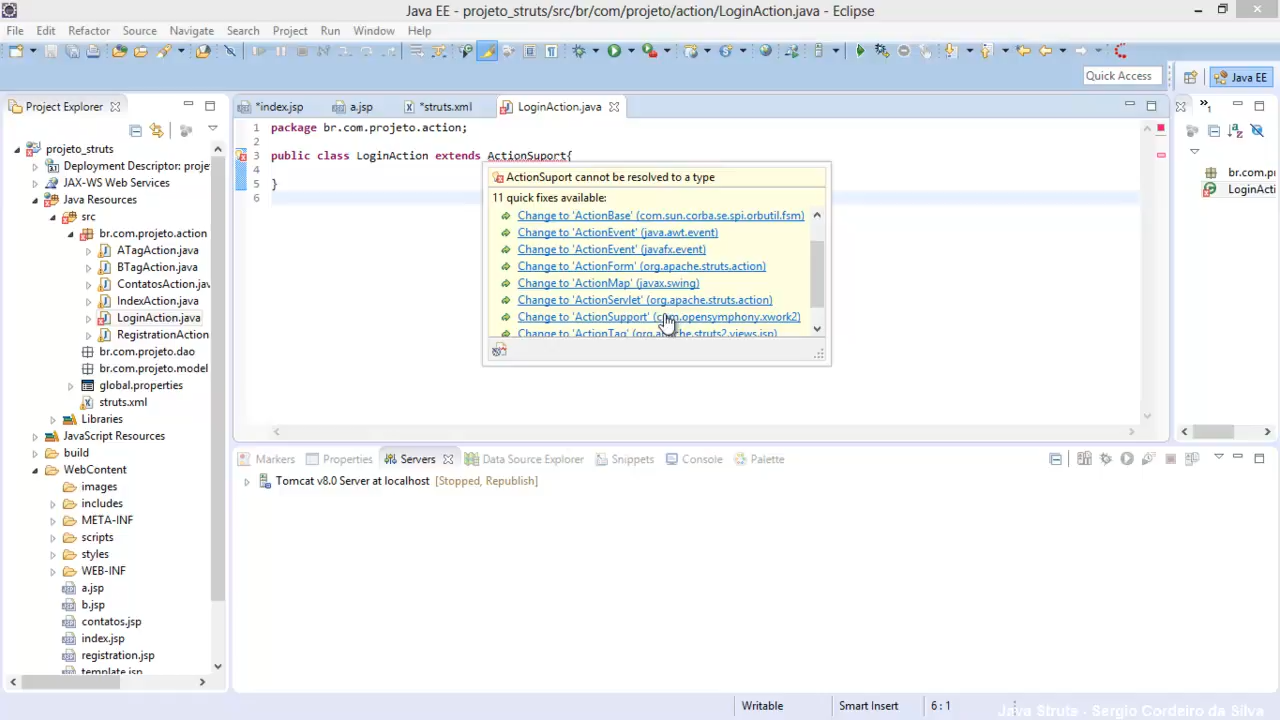 Java EE - projeto_struts/src/br/com/projeto/action/LoginAction.java - Eclipse
File Edit Refactor Source Navigate Search Project Run Window Help
Quick Access
Java EE
Project Explorer
*index.jsp a.jsp *struts.xml LoginAction.java
projeto_struts
Deployment Descriptor: proje
JAX-WS Web Services
Java Resources
src
br.com.projeto.action
ATagAction.java
BTagAction.java
ContatosAction.jav
IndexAction.java
LoginAction.java
RegistrationAction
br.com.projeto.dao
br.com.projeto.model
global.properties
struts.xml
Libraries
JavaScript Resources
build
WebContent
images
includes
META-INF
scripts
styles
WEB-INF
a.jsp
b.jsp
contatos.jsp
index.jsp
registration.jsp
template.jsp
1 package br.com.projeto.action;
2
3 public class LoginAction extends ActionSuport{
4
5 }
6
ActionSuport cannot be resolved to a type
11 quick fixes available:
Change to 'ActionBase' (com.sun.corba.se.spi.orbutil.fsm)
Change to 'ActionEvent' (java.awt.event)
Change to 'ActionEvent' (javafx.event)
Change to 'ActionForm' (org.apache.struts.action)
Change to 'ActionMap' (javax.swing)
Change to 'ActionServlet' (org.apache.struts.action)
Change to 'ActionSupport' (com.opensymphony.xwork2)
Change to 'ActionTag' (org.apache.struts2.views.jsp)
br.com.p
LoginActi
Markers Properties Servers Data Source Explorer Snippets Console Palette
Tomcat v8.0 Server at localhost [Stopped, Republish]
Writable Smart Insert 6 : 1
Java Struts - Sergio Cordeiro da Silva